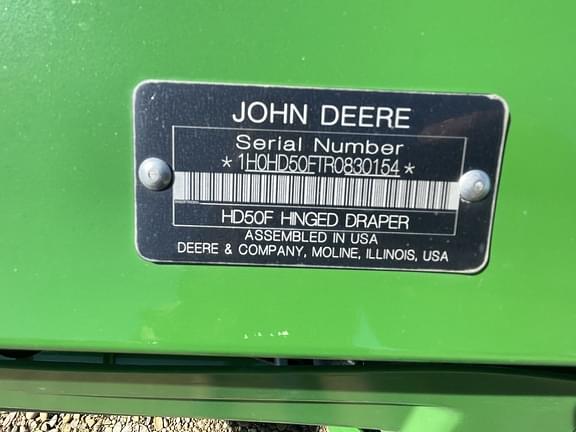 JOHN DEERE
Serial Number
*1H0HD50FTR0830154*
HD50F HINGED DRAPER
ASSEMBLED IN USA
DEERE & COMPANY, MOLINE, ILLINOIS, USA